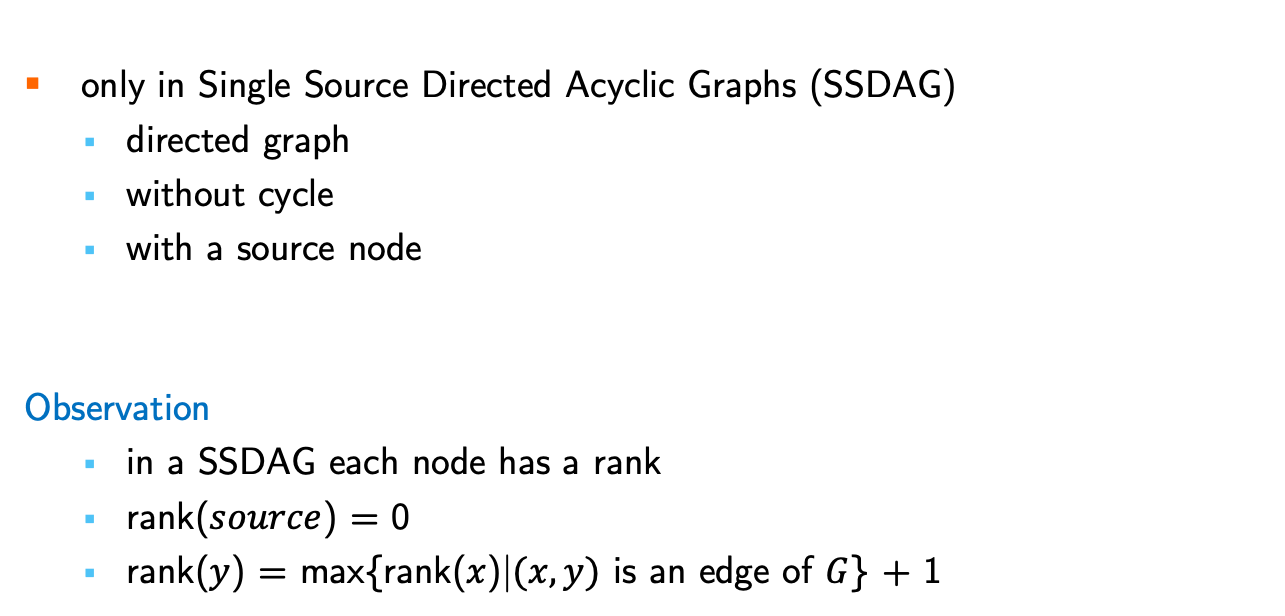 only in Single Source Directed Acyclic Graphs (SSDAG)
directed graph
without cycle
with a source node
Observation
in a SSDAG each node has a rank
rank(source) = 0
rank(y) = max{rank(x)|(x, y) is an edge of G} + 1